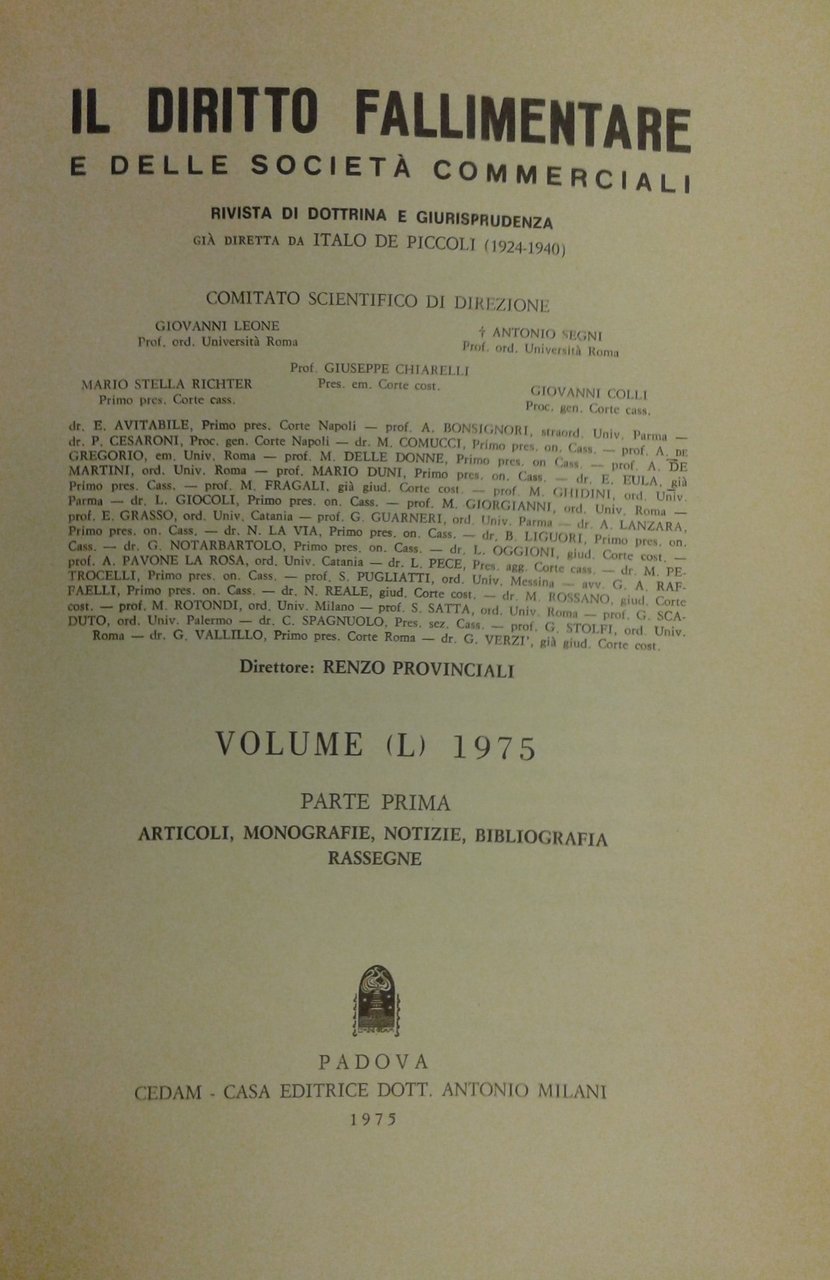 IL DIRITTO FALLIMENTARE
E DELLE SOCIETÀ COMMERCIALI
RIVISTA DI DOTTRINA E GIURISPRUDENZA
GIÀ DIRETTA DA ITALO DE PICCOLI (1924-1940)
COMITATO SCIENTIFICO DI DIREZIONE
GIOVANNI LEONE
Prof. ord. Università Roma
† ANTONIO SEGNI
Prof. ord. Università Roma
Prof. GIUSEPPE CHIARELLI
Pres. em. Corte cost.
MARIO STELLA RICHTER
Primo pres. Corte cass.
GIOVANNI COLLI
Proc. gen. Corte cass.
dr. E. AVITABILE, Primo pres. Corte Napoli — prof. A. BONSIGNORI, straord. Univ. Parma —
dr. P. CESARONI, Proc. gen. Corte Napoli — dr. M. COMUCCI, Primo pres. on. Cass. — prof. A. DE
GREGORIO, em. Univ. Roma — prof. M. DELLE DONNE, Primo pres. on Cass. — prof. A. DE
MARTINI, ord. Univ. Roma — prof. MARIO DUNI, Primo pres. on. Cass. — dr. E. EULA, già
Primo pres. Cass. — prof. M. FRAGALI, già giud. Corte cost. — prof. M. GHIDINI, ord. Univ.
Parma — dr. L. GIOCOLI, Primo pres. on. Cass. — prof. M. GIORGIANNI, ord. Univ. Roma —
prof. E. GRASSO, ord. Univ. Catania — prof. G. GUARNERI, ord. Univ. Parma — dr. A. LANZARA,
Primo pres. on. Cass. — dr. N. LA VIA, Primo pres. on. Cass. — dr. B. LIGUORI, Primo pres. on.
Cass. — dr. G. NOTARBARTOLO, Primo pres. on. Cass. — dr. L. OGGIONI, giud. Corte cost. —
prof. A. PAVONE LA ROSA, ord. Univ. Catania — dr. L. PECE, Pres. agg. Corte cass. — dr. M. PE-
TROCELLI, Primo pres. on. Cass. — prof. S. PUGLIATTI, ord. Univ. Messina — avv. G. A. RAF-
FAELLI, Primo pres. on. Cass. — dr. N. REALE, giud. Corte cost. — dr. M. ROSSANO, giud. Corte
cost. — prof. M. ROTONDI, ord. Univ. Milano — prof. S. SATTA, ord. Univ. Roma — prof. G. SCA-
DUTO, ord. Univ. Palermo — dr. C. SPAGNUOLO, Pres. sez. Cass. — prof. G. STOLFI, ord. Univ.
Roma — dr. G. VALLILLO, Primo pres. Corte Roma — dr. G. VERZI', già giud. Corte cost.
Direttore: RENZO PROVINCIALI
VOLUME (L) 1975
PARTE PRIMA
ARTICOLI, MONOGRAFIE, NOTIZIE, BIBLIOGRAFIA
RASSEGNE
PADOVA
CEDAM - CASA EDITRICE DOTT. ANTONIO MILANI
1975